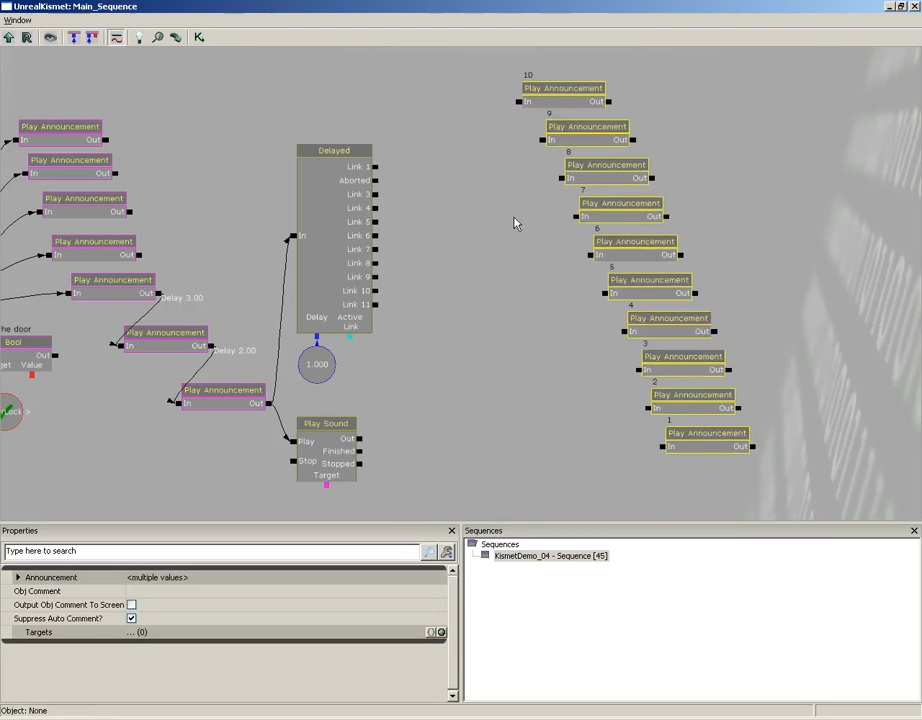 UnrealKismet: Main_Sequence
Window
10
Play Announcement
In Out
9
Play Announcement
In Out
8
Play Announcement
In Out
7
Play Announcement
In Out
6
Play Announcement
In Out
5
Play Announcement
In Out
4
Play Announcement
In Out
3
Play Announcement
In Out
2
Play Announcement
In Out
1
Play Announcement
In Out
Play Announcement
In Out
Play Announcement
In Out
Play Announcement
In Out
Play Announcement
In Out
Play Announcement
In Out
Delay 3.00
Play Announcement
In Out
Delay 2.00
Play Announcement
In Out
he door
Bool
Out
get Value
rLock >
Delayed
Link 1
Aborted
Link 3
Link 4
Link 5
In Link 6
Link 7
Link 8
Link 9
Link 10
Link 11
Delay Active
Link
1.000
Play Sound
Play Out
Finished
Stop Stopped
Target
Properties
Type here to search
Announcement <multiple values>
Obj Comment
Output Obj Comment To Screen
Suppress Auto Comment?
Targets ... (0)
Sequences
Sequences
KismetDemo_04 - Sequence [45]
Object: None